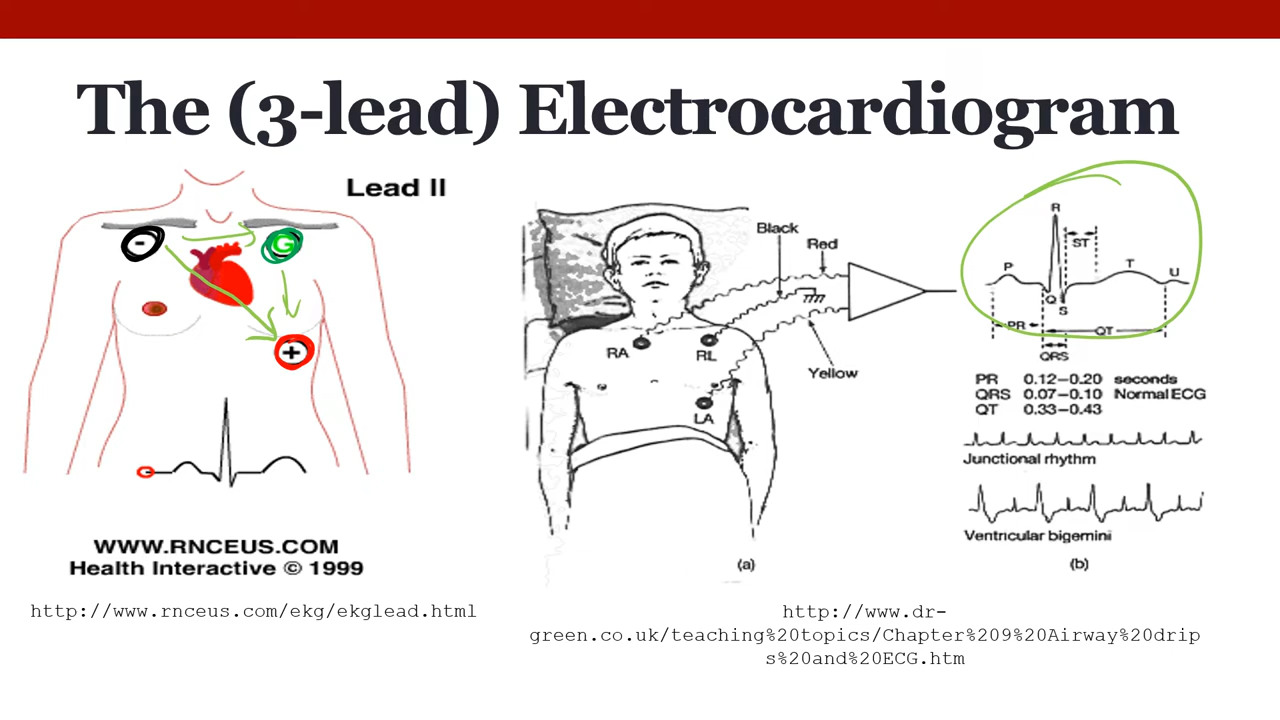 The (3-lead) Electrocardiogram
Lead II
-
G
+
WWW.RNCEUS.COM
Health Interactive © 1999
http://www.rnceus.com/ekg/ekglead.html
Black
Red
RA
RL
Yellow
LA
(a)
R
ST
P
T
U
Q
S
PR
QT
QRS
PR 0.12–0.20 seconds
QRS 0.07–0.10 Normal ECG
QT 0.33–0.43
Junctional rhythm
Ventricular bigemini
(b)
http://www.dr-
green.co.uk/teaching%20topics/Chapter%209%20Airway%20drip
s%20and%20ECG.htm